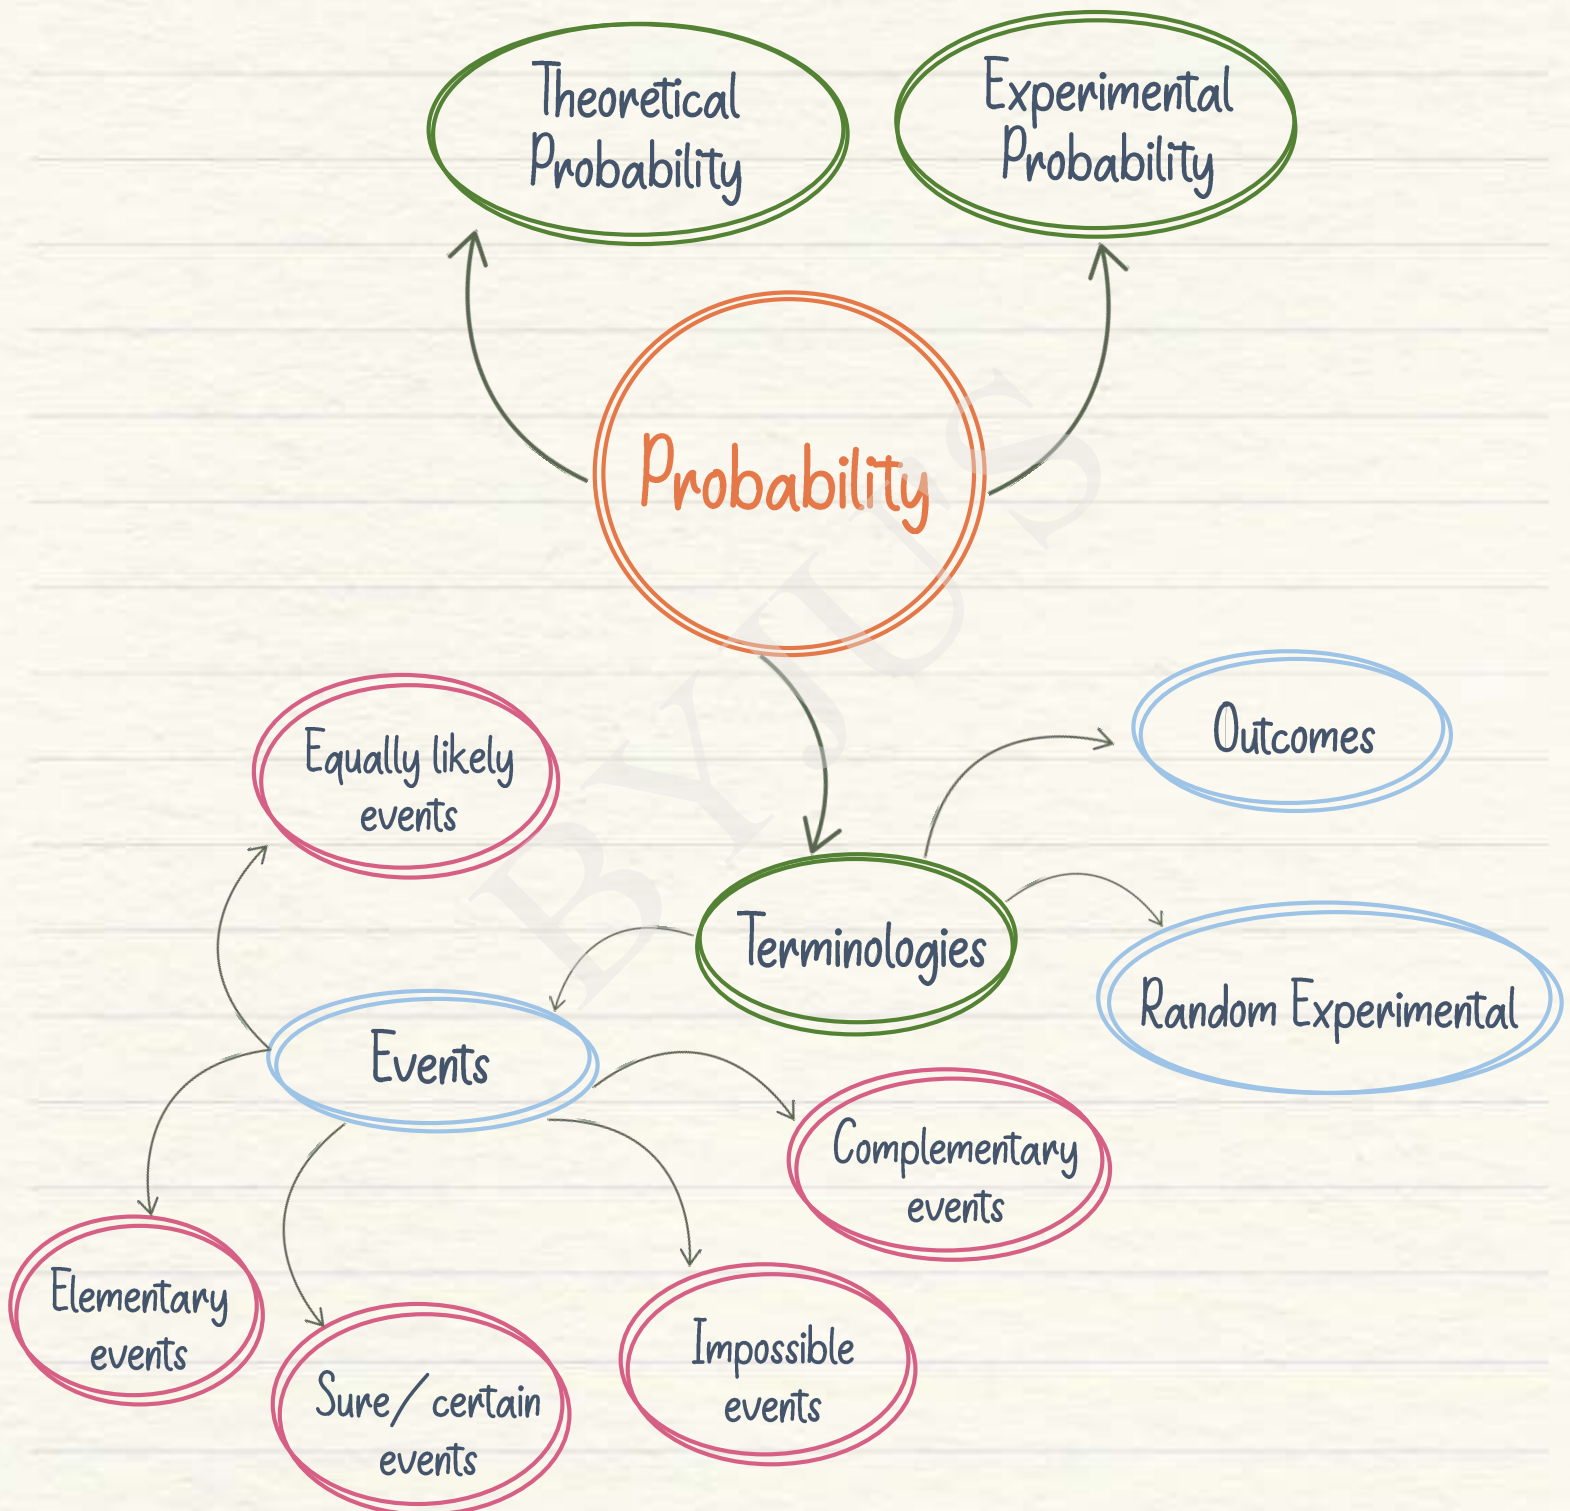 Theoretical
Probability
Experimental
Probability
Probability
BYJU'S
Equally likely
events
Outcomes
Terminologies
Random Experimental
Events
Complementary
events
Elementary
events
Impossible
events
Sure/certain
events